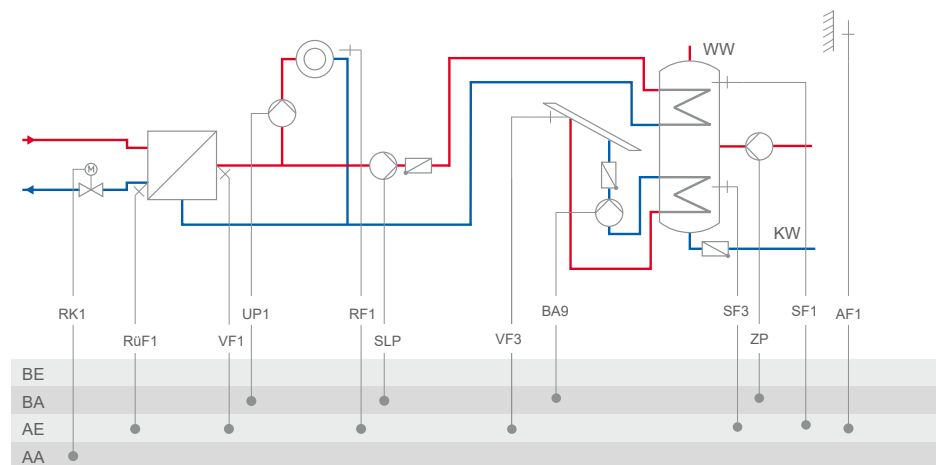 WW
M
KW
RK1
UP1
RF1
BA9
SF3
SF1
AF1
RüF1
VF1
SLP
VF3
ZP
BE
BA
AE
AA